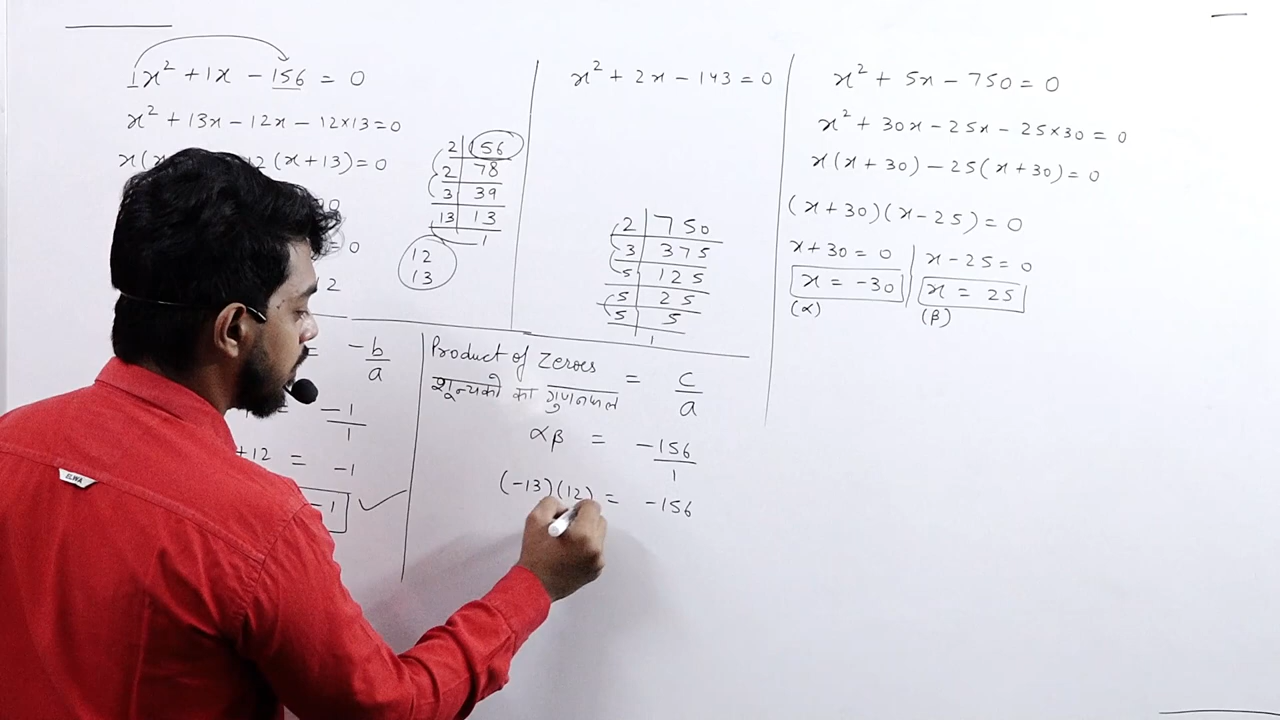 1x² + 1x - 156 = 0
x² + 13x - 12x - 12×13 = 0
(x+13) = 0
= 0
2
2 | 156
2 | 78
3 | 39
13 | 13
1
12
13
x² + 2x - 143 = 0
2 | 750
3 | 375
5 | 125
5 | 25
5 | 5
1
x² + 5x - 750 = 0
x² + 30x - 25x - 25×30 = 0
x(x+30) - 25(x+30) = 0
(x+30)(x-25) = 0
x+30 = 0 | x-25 = 0
x = -30 | x = 25
(α) (β)
= -b/a
= -1/1
+12 = -1
-1 ✓
Product of Zeroes
शून्यको का गुणनफल = c/a
αβ = -156/1
(-13)(12) = -156
ELWA